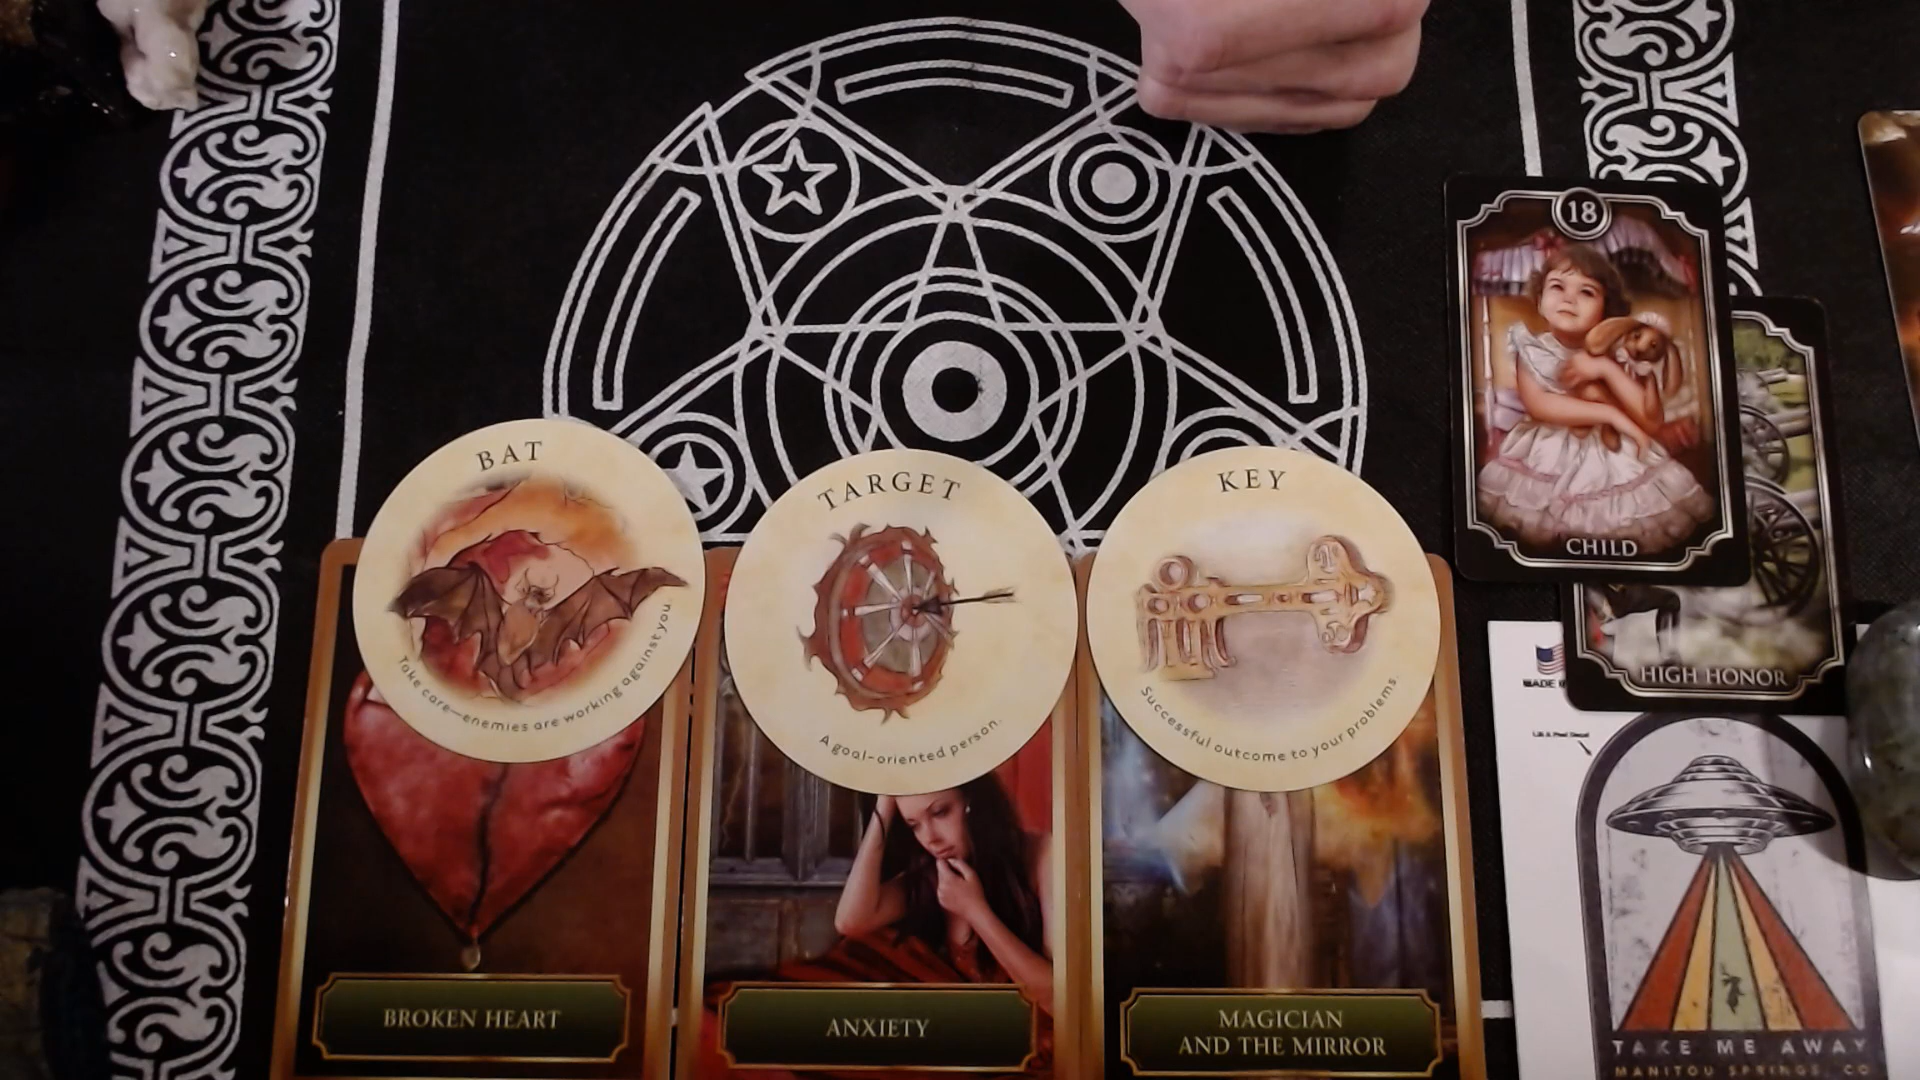 BAT
Take care—enemies are working against you.
TARGET
A goal-oriented person.
KEY
Successful outcome to your problems.
18
CHILD
HIGH HONOR
MADE
BROKEN HEART
ANXIETY
MAGICIAN
AND THE MIRROR
TAKE ME AWAY
MANITOU SPRINGS, CO